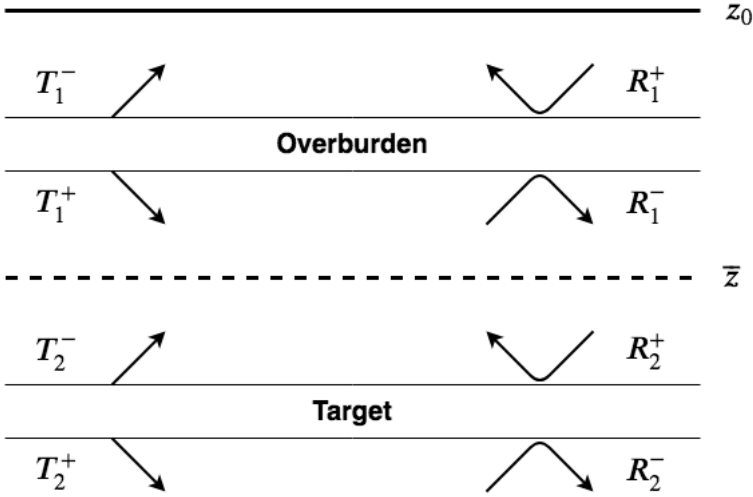 z₀
T₁⁻ R₁⁺
Overburden
T₁⁺ R₁⁻
z̄
T₂⁻ R₂⁺
Target
T₂⁺ R₂⁻